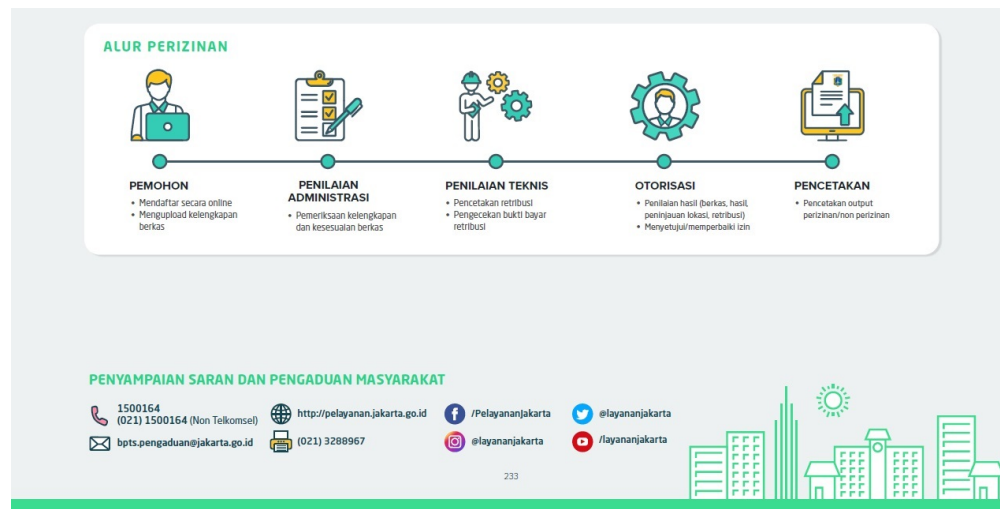 ALUR PERIZINAN
PEMOHON
• Mendaftar secara online
• Mengupload kelengkapan
berkas
PENILAIAN
ADMINISTRASI
• Pemeriksaan kelengkapan
dan kesesuaian berkas
PENILAIAN TEKNIS
• Pencetakan retribusi
• Pengecekan bukti bayar
retribusi
OTORISASI
• Penilaian hasil (berkas, hasil,
peninjauan lokasi, retribusi)
• Menyetujui/memperbaiki izin
PENCETAKAN
• Pencetakan output
perizinan/non perizinan
PENYAMPAIAN SARAN DAN PENGADUAN MASYARAKAT
1500164
(021) 1500164 (Non Telkomsel)
bpts.pengaduan@jakarta.go.id
http://pelayanan.jakarta.go.id
(021) 3288967
/PelayananJakarta
@layananjakarta
@layananjakarta
/layananjakarta
233